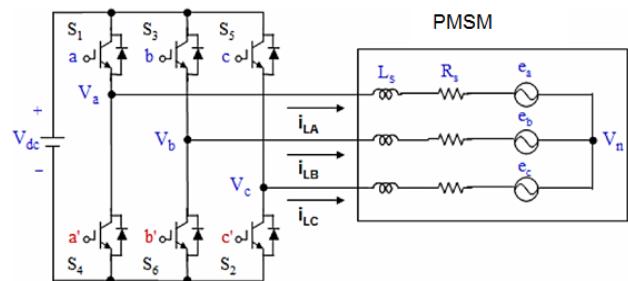 PMSM
S1 S3 S5
a b c
Ls Rs ea
Va
iLA
+
Vdc
−
Vb
eb
Vn
iLB
Vc
ec
iLC
a' b' c'
S4 S6 S2